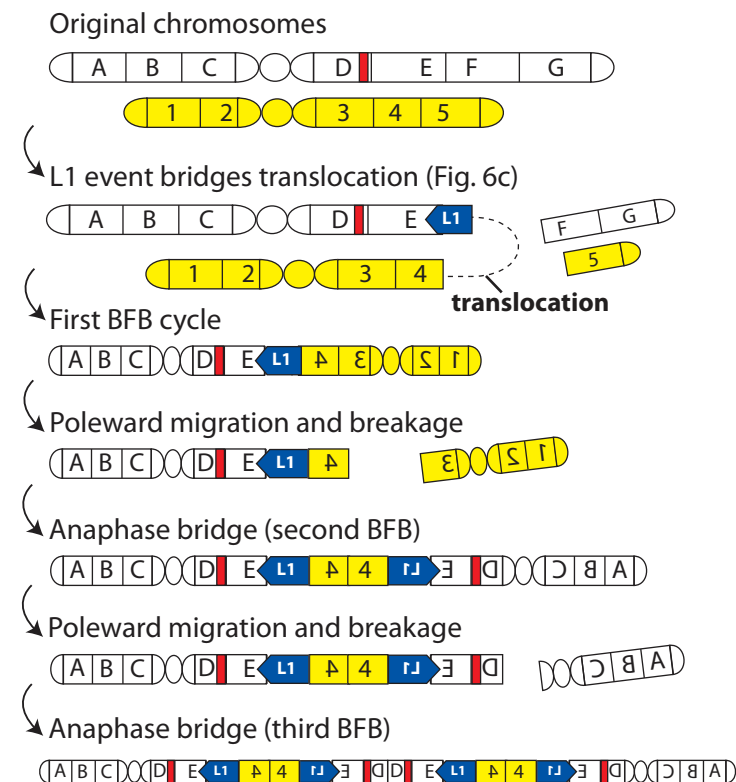 Original chromosomes
A B C D E F G
1 2 3 4 5
L1 event bridges translocation (Fig. 6c)
A B C D E L1 F G
1 2 3 4 5
translocation
First BFB cycle
A B C D E L1 4 3 2 1
Poleward migration and breakage
A B C D E L1 4 3 2 1
Anaphase bridge (second BFB)
A B C D E L1 4 4 L1 E D C B A
Poleward migration and breakage
A B C D E L1 4 4 L1 E D C B A
Anaphase bridge (third BFB)
A B C D E L1 4 4 L1 E D D E L1 4 4 L1 E D C B A